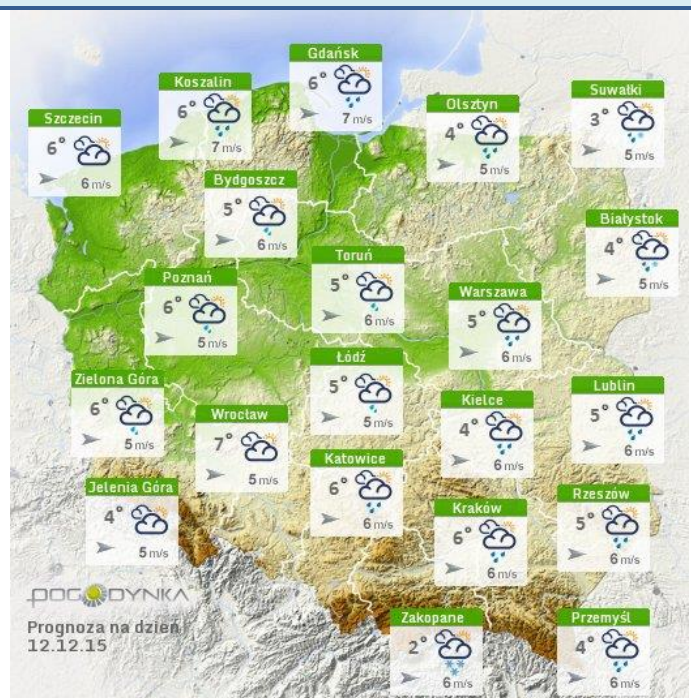 Gdańsk
6°
7 m/s
Koszalin
6°
7 m/s
Szczecin
6°
6 m/s
Olsztyn
4°
5 m/s
Suwałki
3°
5 m/s
Bydgoszcz
5°
6 m/s
Białystok
4°
5 m/s
Toruń
5°
6 m/s
Poznań
6°
5 m/s
Warszawa
5°
6 m/s
Łódź
5°
5 m/s
Zielona Góra
6°
5 m/s
Wrocław
7°
5 m/s
Kielce
4°
6 m/s
Lublin
5°
6 m/s
Katowice
6°
6 m/s
Jelenia Góra
4°
5 m/s
Kraków
6°
6 m/s
Rzeszów
5°
6 m/s
POGODYNKA
Prognoza na dzień
12.12.15
Zakopane
2°
6 m/s
Przemyśl
4°
6 m/s